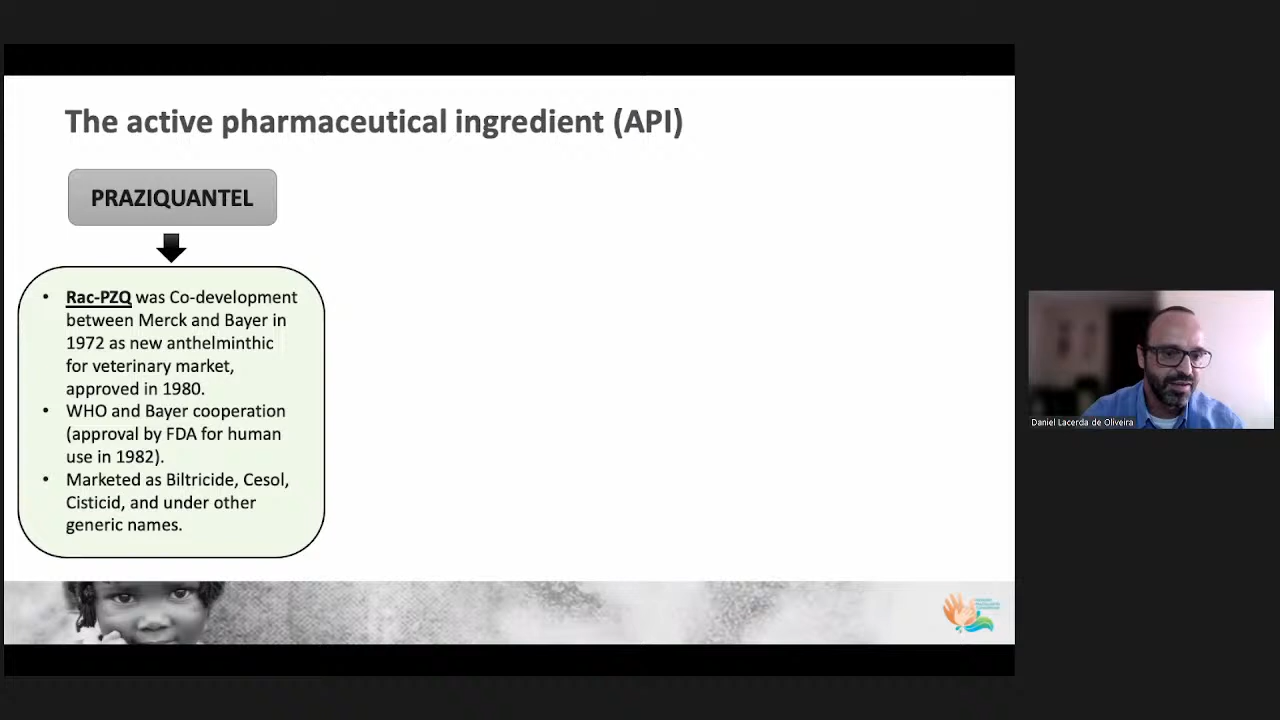 The active pharmaceutical ingredient (API)
PRAZIQUANTEL
• Rac-PZQ was Co-development
between Merck and Bayer in
1972 as new anthelminthic
for veterinary market,
approved in 1980.
• WHO and Bayer cooperation
(approval by FDA for human
use in 1982).
• Marketed as Biltricide, Cesol,
Cisticid, and under other
generic names.
Daniel Lacerda de Oliveira